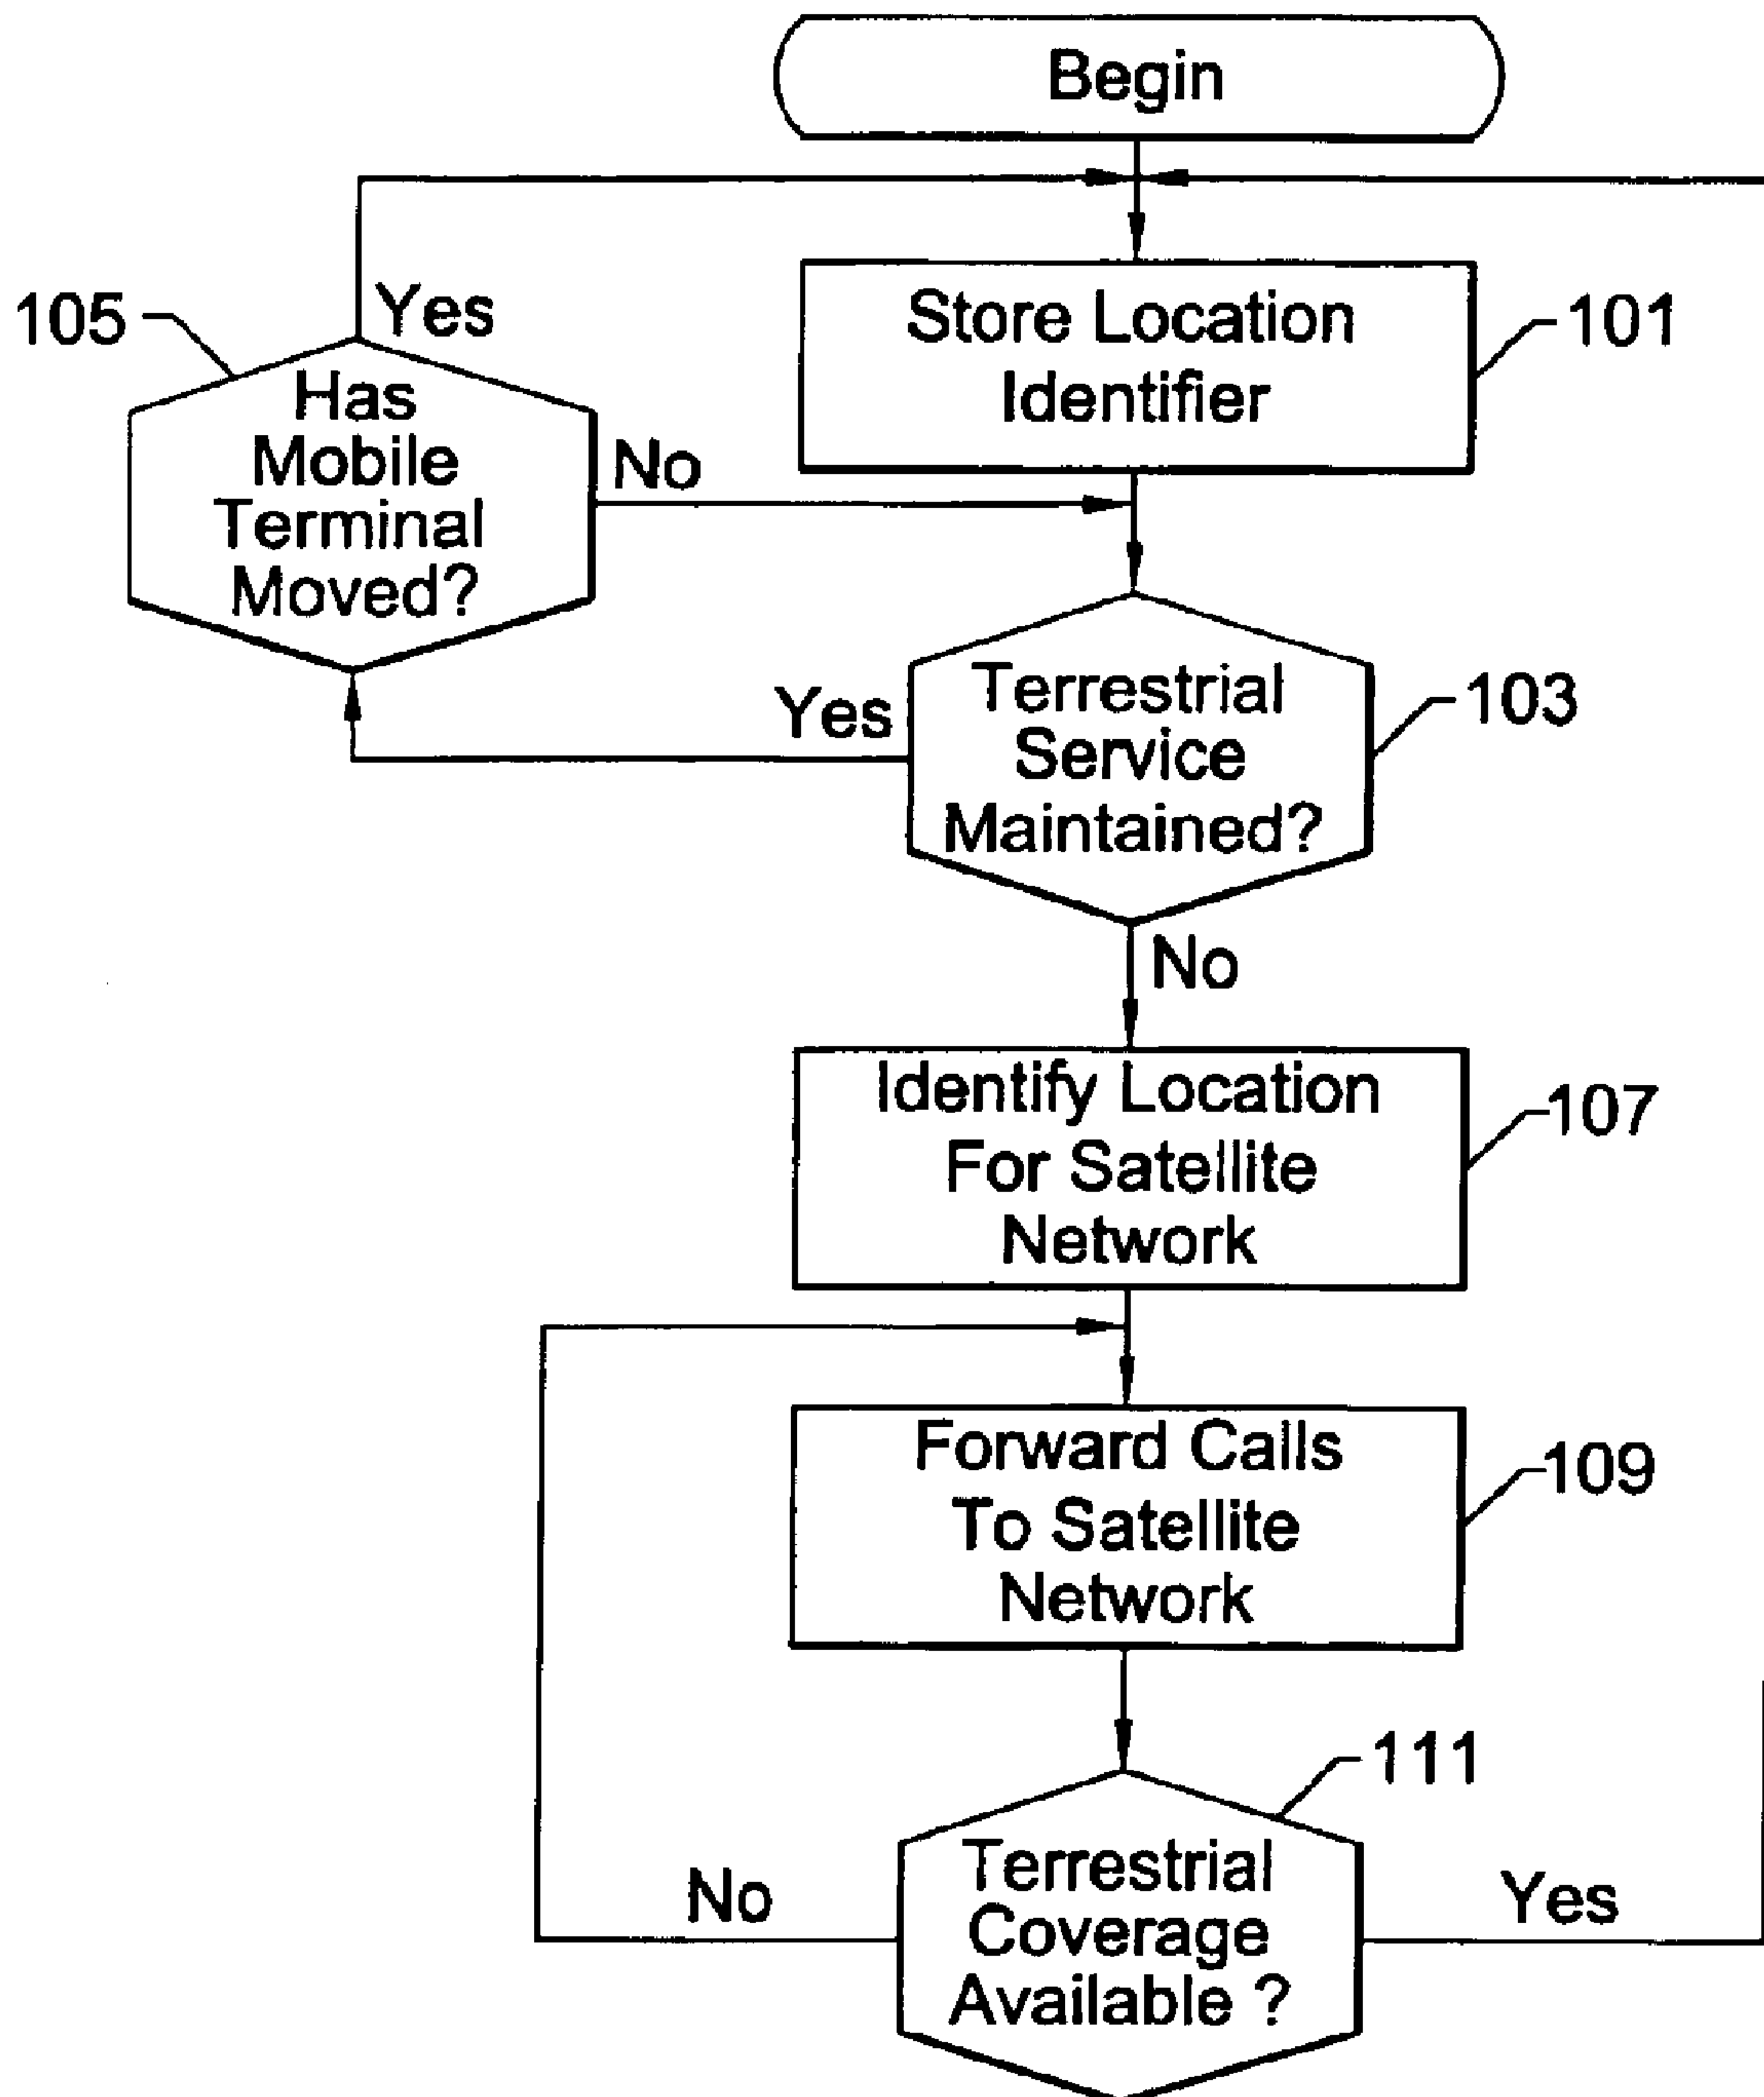 Begin
Yes
105
Has
Mobile
Terminal
Moved?
No
Store Location
Identifier
101
Yes
Terrestrial
Service
Maintained?
103
No
Identify Location
For Satellite
Network
107
Forward Calls
To Satellite
Network
109
111
No
Terrestrial
Coverage
Available ?
Yes